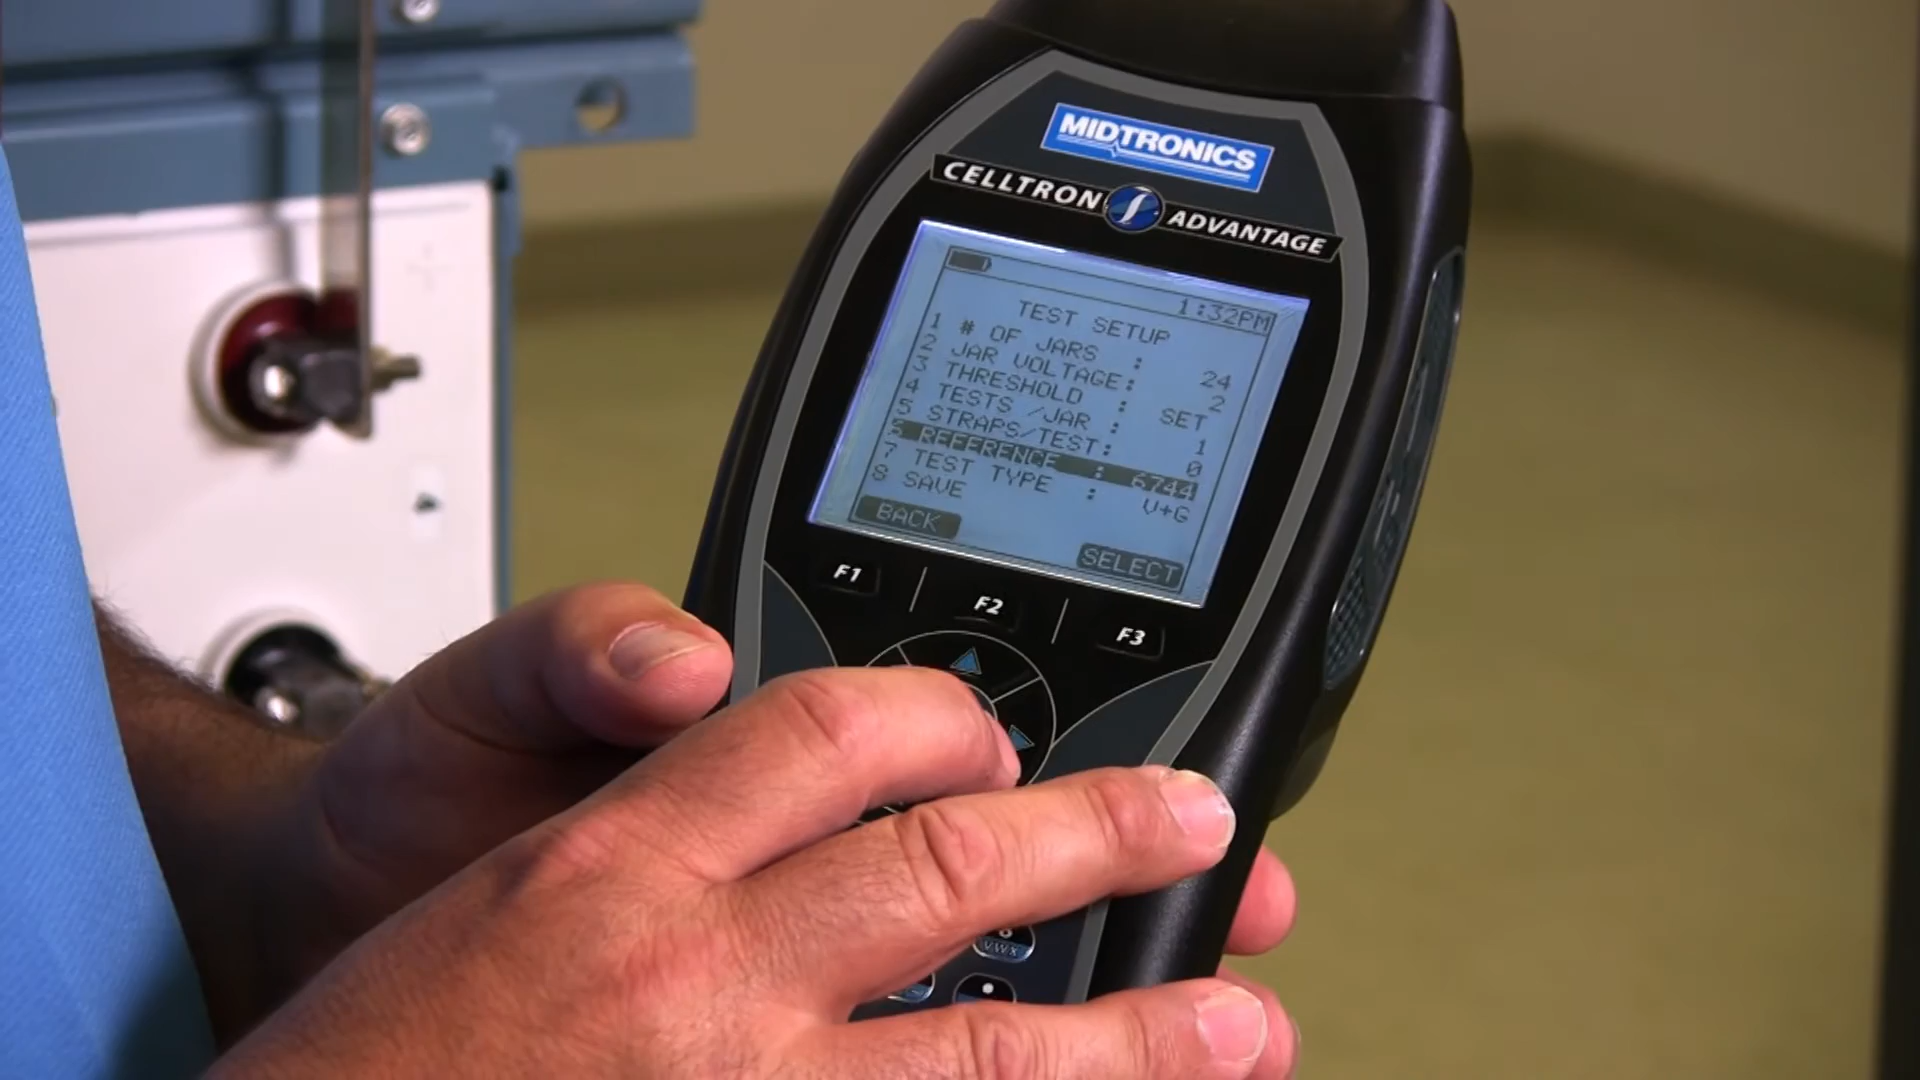 MIDTRONICS
CELLTRON ADVANTAGE
1:32PM
TEST SETUP
1 # OF JARS : 24
2 JAR VOLTAGE: 2
3 THRESHOLD : SET
4 TESTS /JAR : 1
5 STRAPS/TEST: 0
6 REFERENCE : 6744
7 TEST TYPE : V+G
8 SAVE
BACK
SELECT
F1
F2
F3
8
VWX